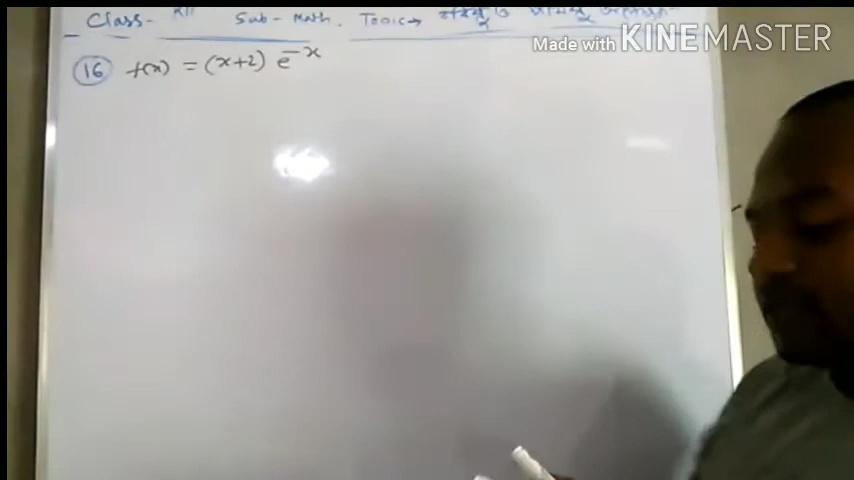 Class- XII Sub- Math. Topic→
Made with KINEMASTER
16 f(x) = (x+2) e^-x